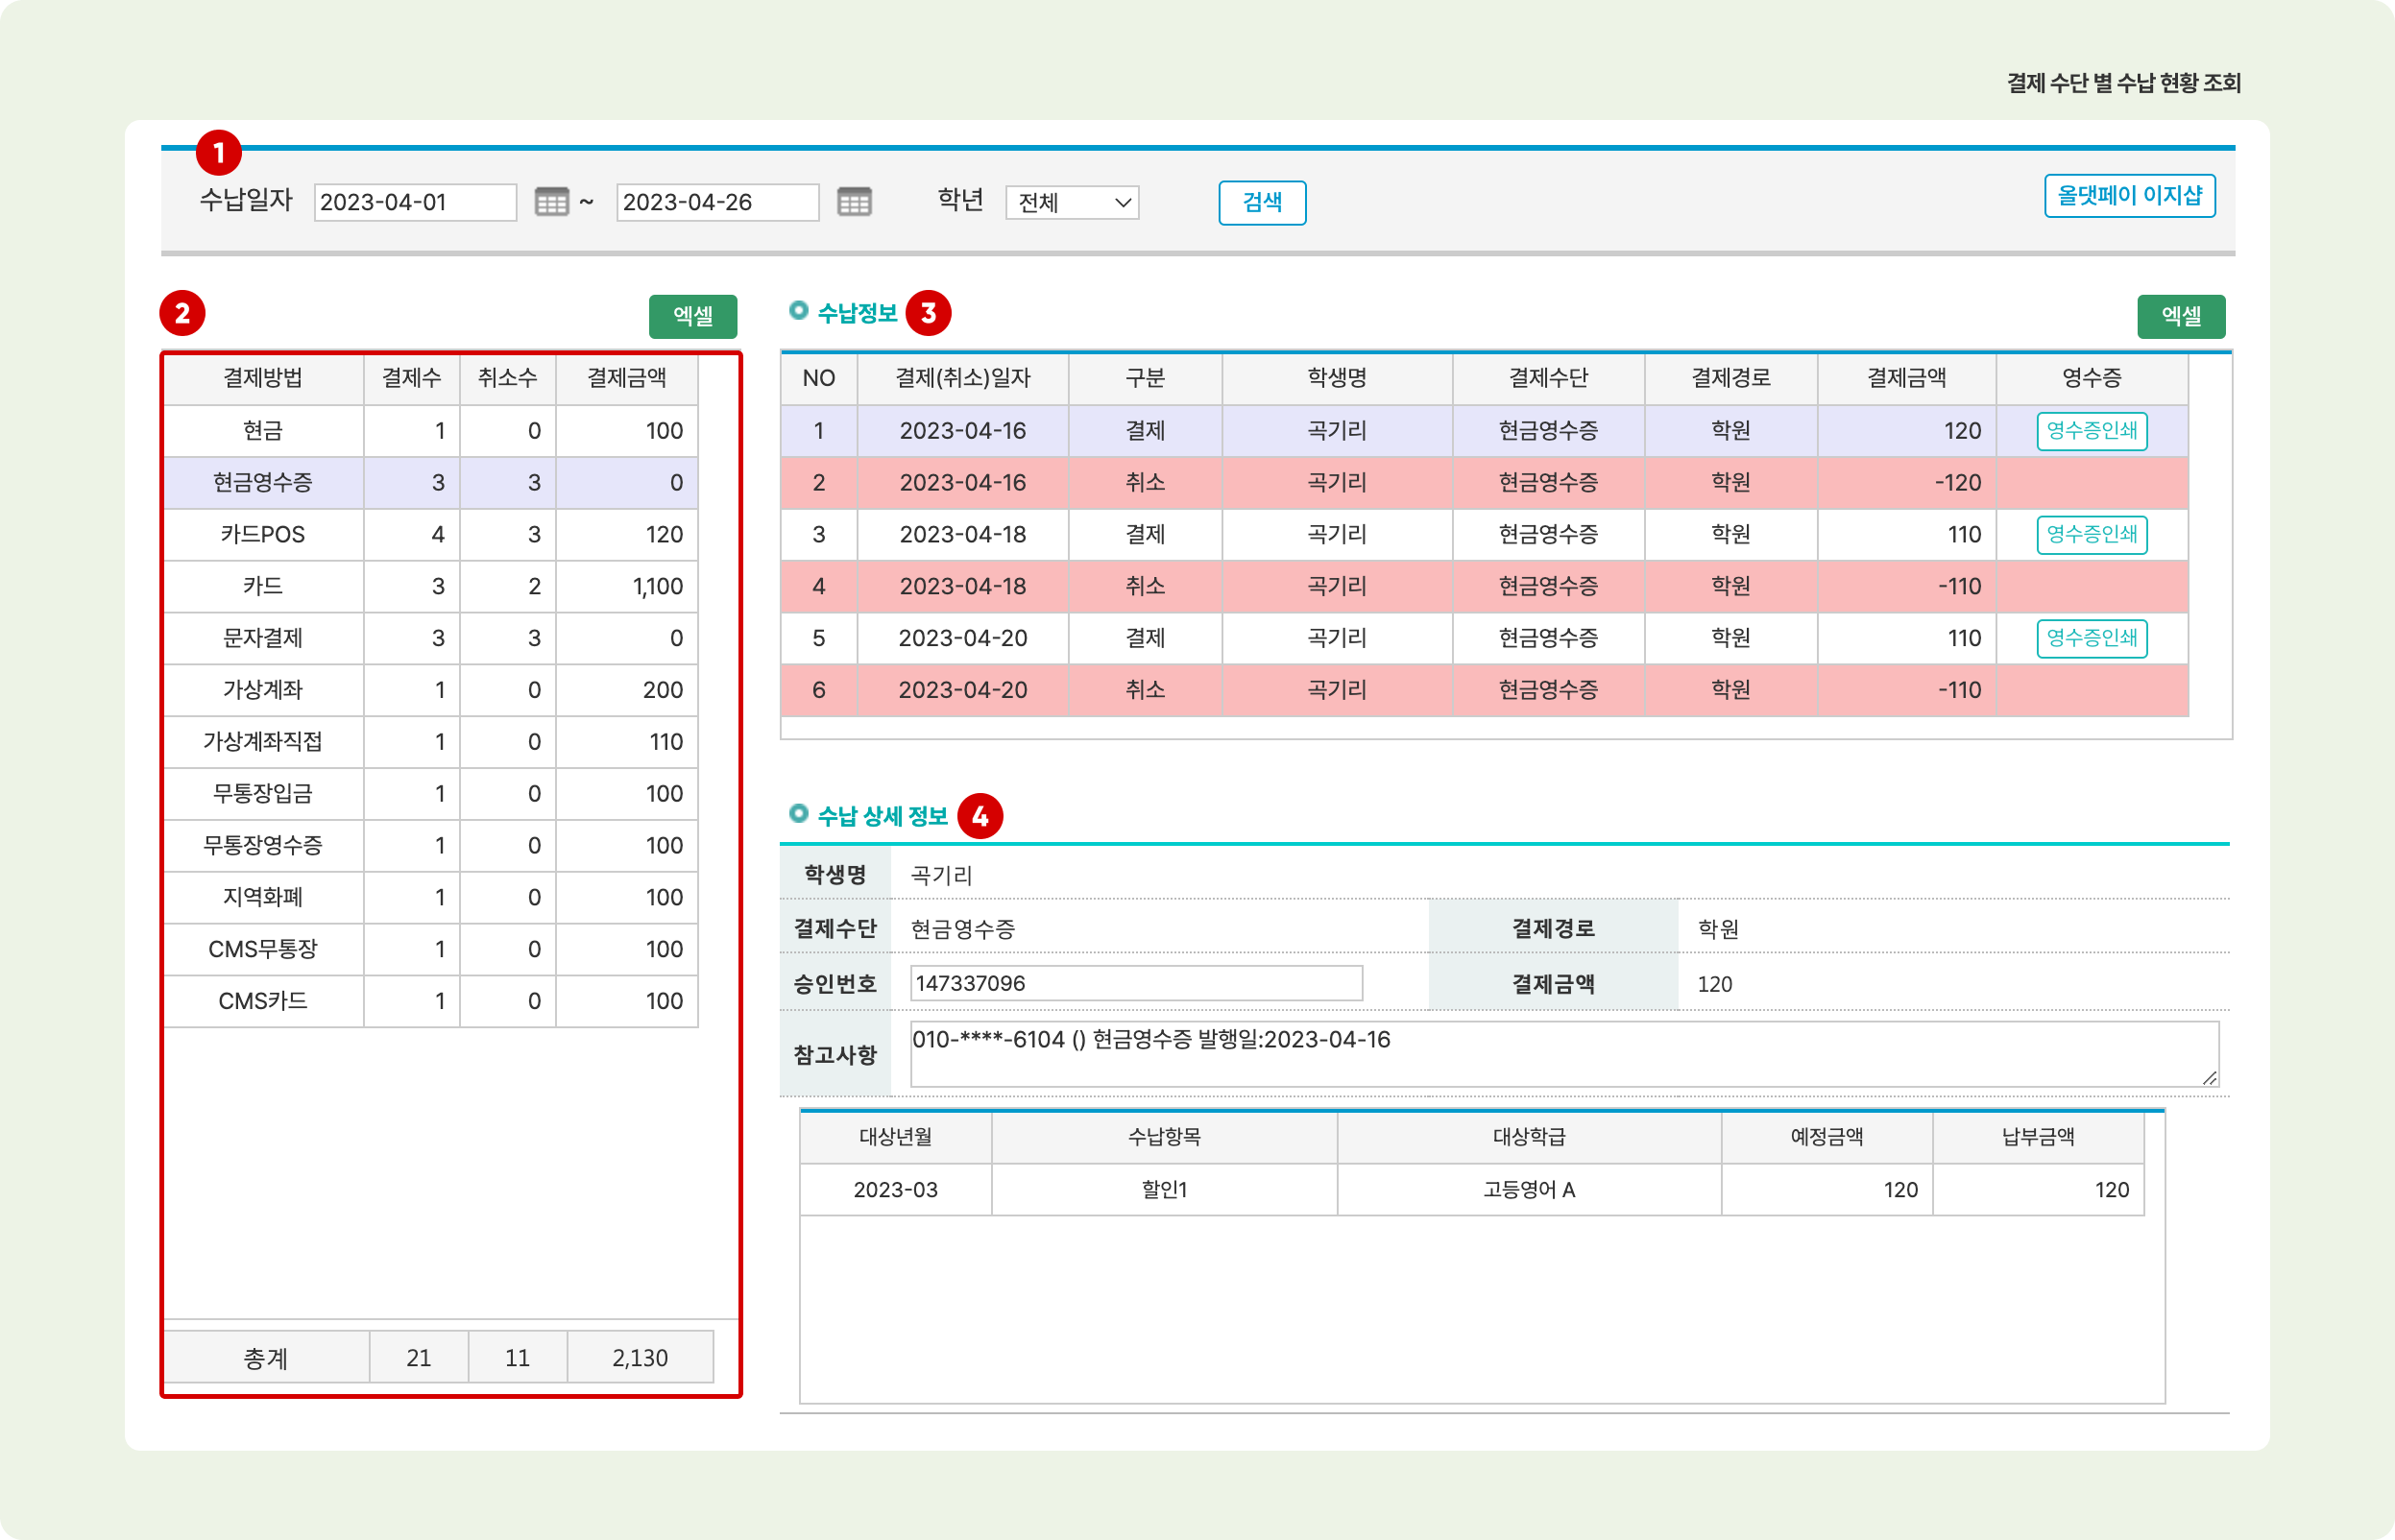 결제 수단 별 수납 현황 조회
1
수납일자 2023-04-01 ~ 2023-04-26 학년 전체 검색 올댓페이 이지샵
2 엑셀
결제방법 결제수 취소수 결제금액
현금 1 0 100
현금영수증 3 3 0
카드POS 4 3 120
카드 3 2 1,100
문자결제 3 3 0
가상계좌 1 0 200
가상계좌직접 1 0 110
무통장입금 1 0 100
무통장영수증 1 0 100
지역화폐 1 0 100
CMS무통장 1 0 100
CMS카드 1 0 100
총계 21 11 2,130
수납정보 3 엑셀
NO 결제(취소)일자 구분 학생명 결제수단 결제경로 결제금액 영수증
1 2023-04-16 결제 곡기리 현금영수증 학원 120 영수증인쇄
2 2023-04-16 취소 곡기리 현금영수증 학원 -120
3 2023-04-18 결제 곡기리 현금영수증 학원 110 영수증인쇄
4 2023-04-18 취소 곡기리 현금영수증 학원 -110
5 2023-04-20 결제 곡기리 현금영수증 학원 110 영수증인쇄
6 2023-04-20 취소 곡기리 현금영수증 학원 -110
수납 상세 정보 4
학생명 곡기리
결제수단 현금영수증 결제경로 학원
승인번호 147337096 결제금액 120
참고사항 010-****-6104 () 현금영수증 발행일:2023-04-16
대상년월 수납항목 대상학급 예정금액 납부금액
2023-03 할인1 고등영어 A 120 120